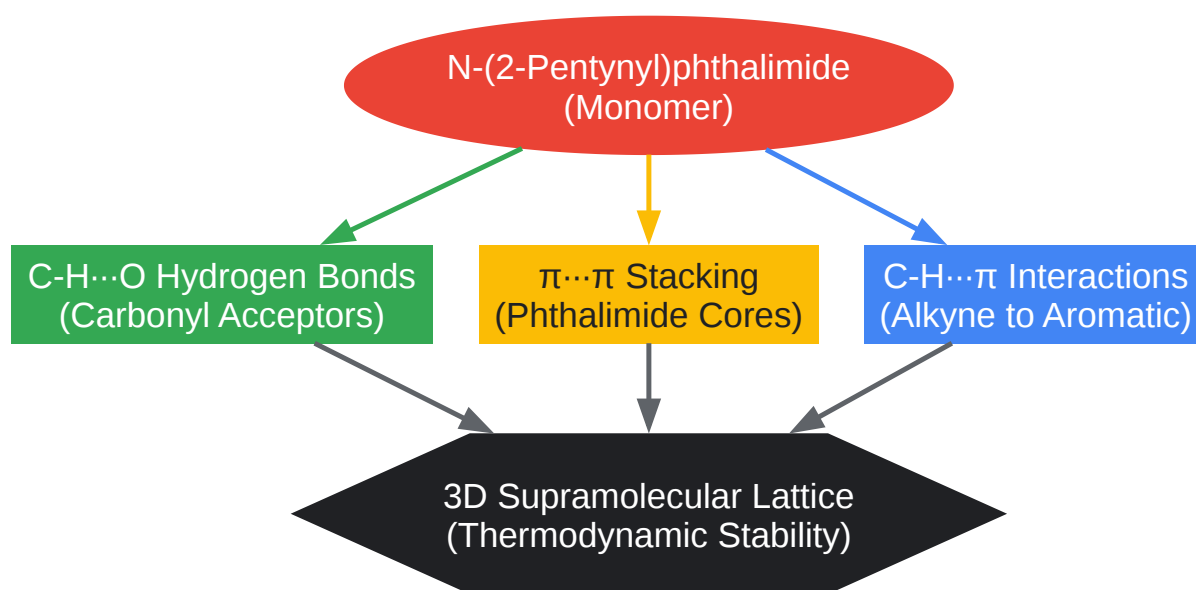 N-(2-Pentynyl)phthalimide
(Monomer)
C-H···O Hydrogen Bonds
(Carbonyl Acceptors)
π···π Stacking
(Phthalimide Cores)
C-H···π Interactions
(Alkyne to Aromatic)
3D Supramolecular Lattice
(Thermodynamic Stability)